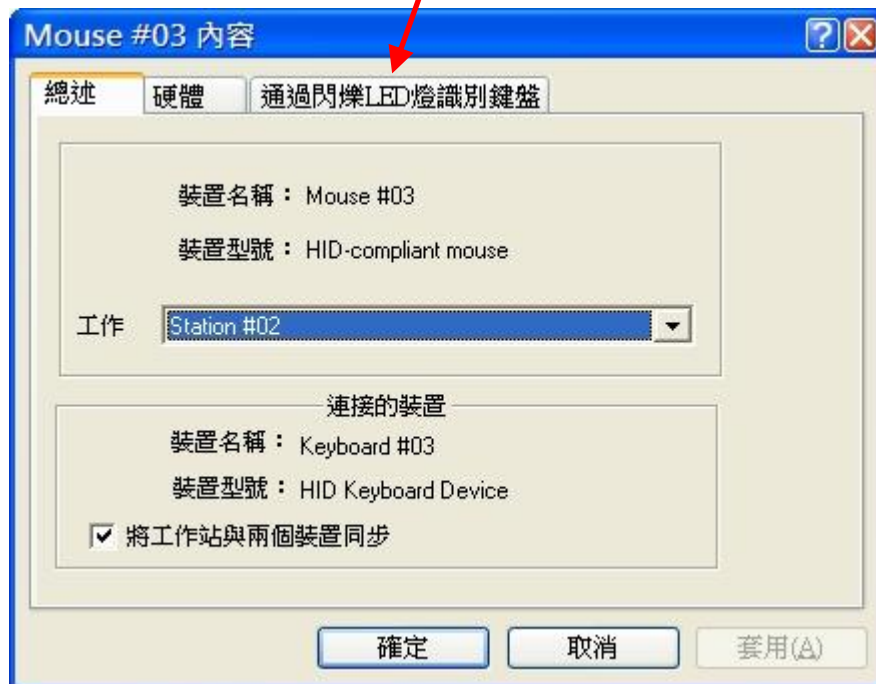 Mouse #03 內容
總述 硬體 通過閃爍LED燈識別鍵盤
裝置名稱： Mouse #03
裝置型號： HID-compliant mouse
工作 Station #02
連接的裝置
裝置名稱： Keyboard #03
裝置型號： HID Keyboard Device
將工作站與兩個裝置同步
確定 取消 套用(A)